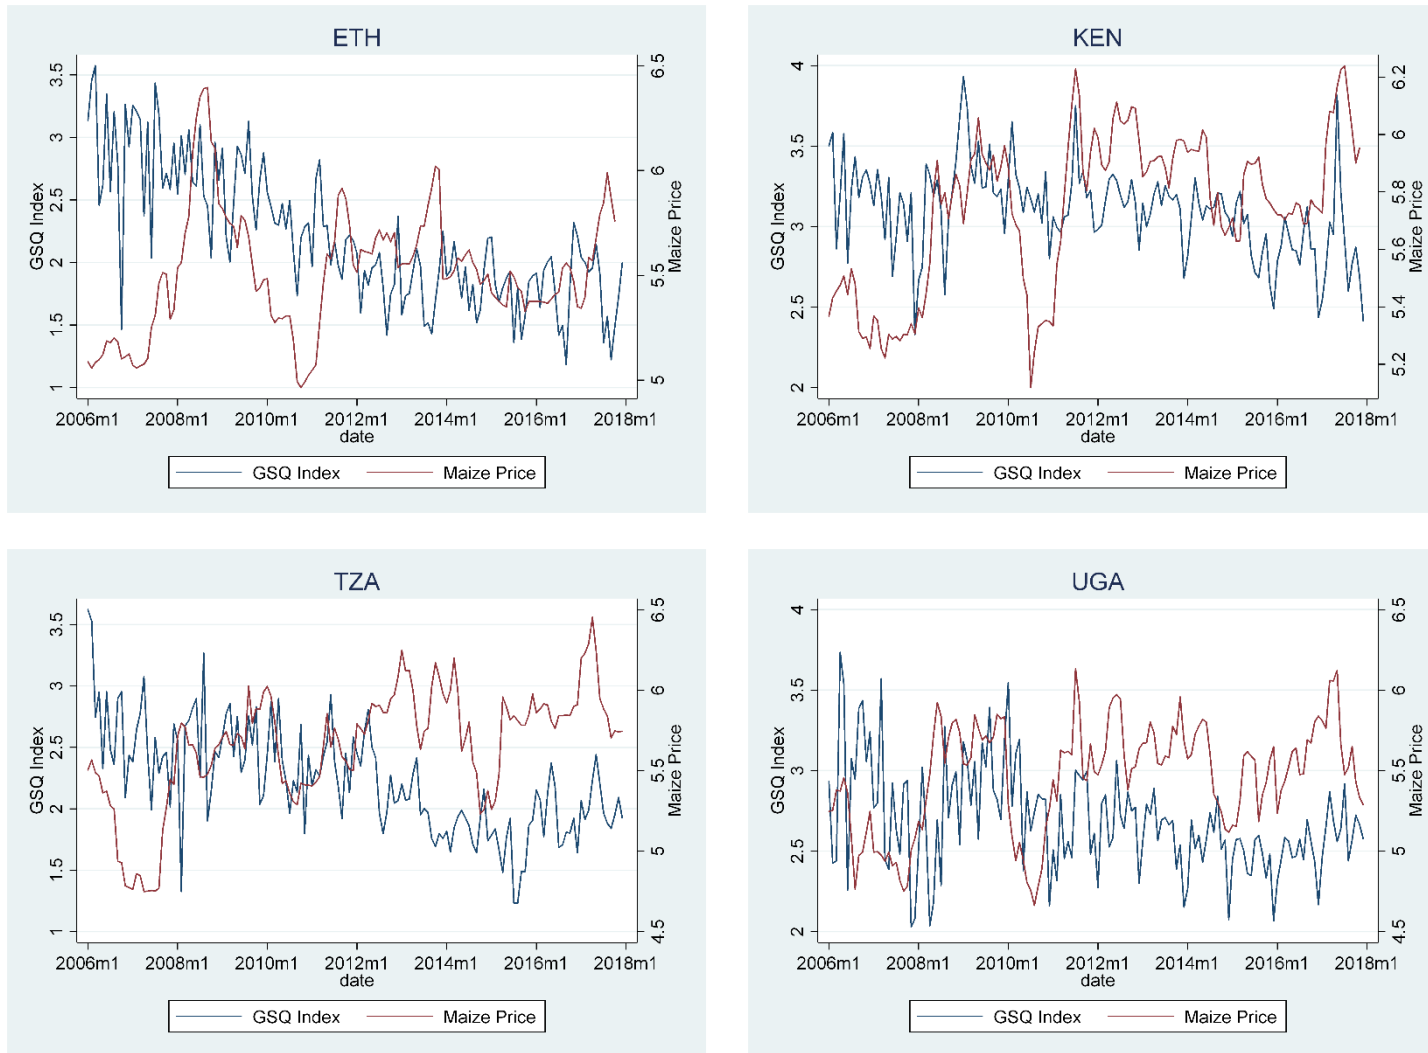 ETH
GSQ Index
1 1.5 2 2.5 3 3.5
Maize Price
5 5.5 6 6.5
2006m1 2008m1 2010m1 2012m1 2014m1 2016m1 2018m1
date
GSQ Index Maize Price
KEN
GSQ Index
2 2.5 3 3.5 4
Maize Price
5.2 5.4 5.6 5.8 6 6.2
2006m1 2008m1 2010m1 2012m1 2014m1 2016m1 2018m1
date
GSQ Index Maize Price
TZA
GSQ Index
1 1.5 2 2.5 3 3.5
Maize Price
4.5 5 5.5 6 6.5
2006m1 2008m1 2010m1 2012m1 2014m1 2016m1 2018m1
date
GSQ Index Maize Price
UGA
GSQ Index
2 2.5 3 3.5 4
Maize Price
4.5 5 5.5 6 6.5
2006m1 2008m1 2010m1 2012m1 2014m1 2016m1 2018m1
date
GSQ Index Maize Price